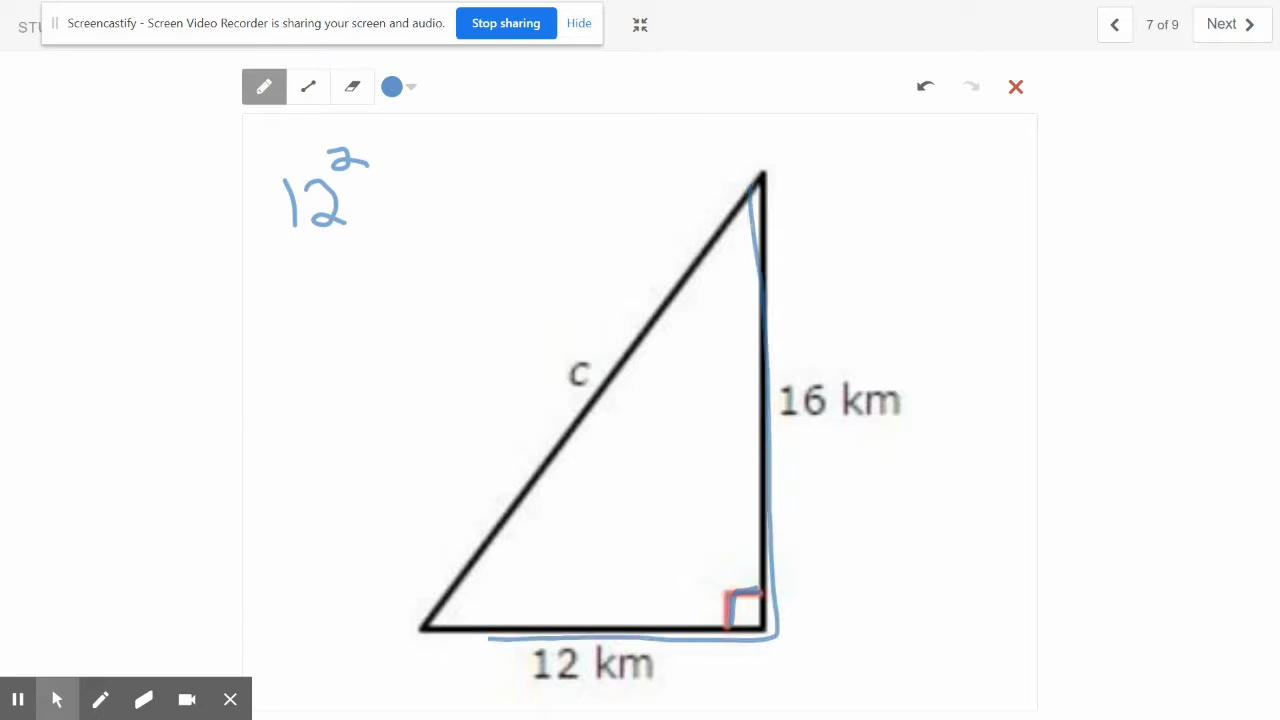 STU
Screencastify - Screen Video Recorder is sharing your screen and audio. Stop sharing Hide
7 of 9 Next
12²
c
16 km
12 km